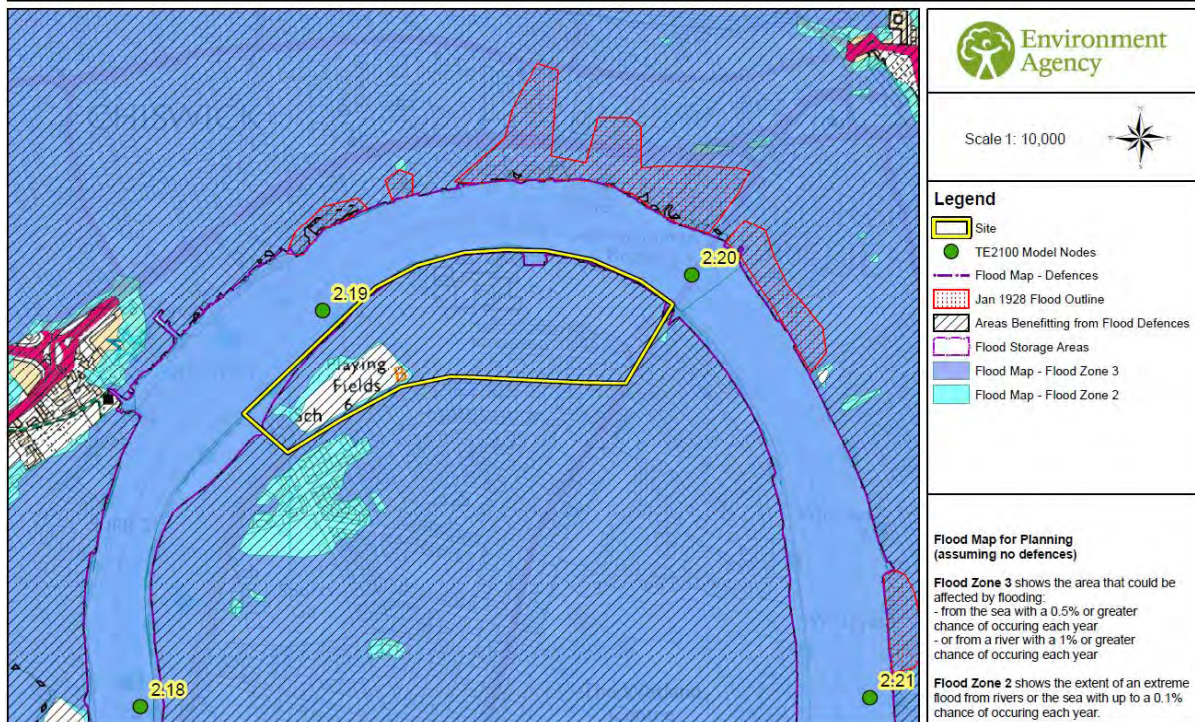 2.20
2.19
Playing
Fields
6
sch
2.18
2.21
Environment
Agency
Scale 1: 10,000
N
E
S
W
Legend
Site
TE2100 Model Nodes
Flood Map - Defences
Jan 1928 Flood Outline
Areas Benefitting from Flood Defences
Flood Storage Areas
Flood Map - Flood Zone 3
Flood Map - Flood Zone 2
Flood Map for Planning
(assuming no defences)
Flood Zone 3 shows the area that could be
affected by flooding:
- from the sea with a 0.5% or greater
chance of occuring each year
- or from a river with a 1% or greater
chance of occuring each year
Flood Zone 2 shows the extent of an extreme
flood from rivers or the sea with up to a 0.1%
chance of occuring each year.